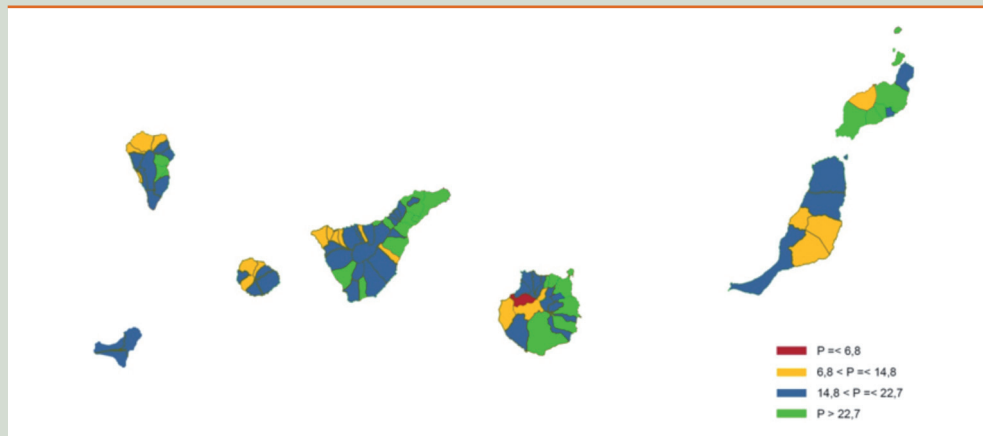 P =< 6,8
6,8 < P =< 14,8
14,8 < P =< 22,7
P > 22,7